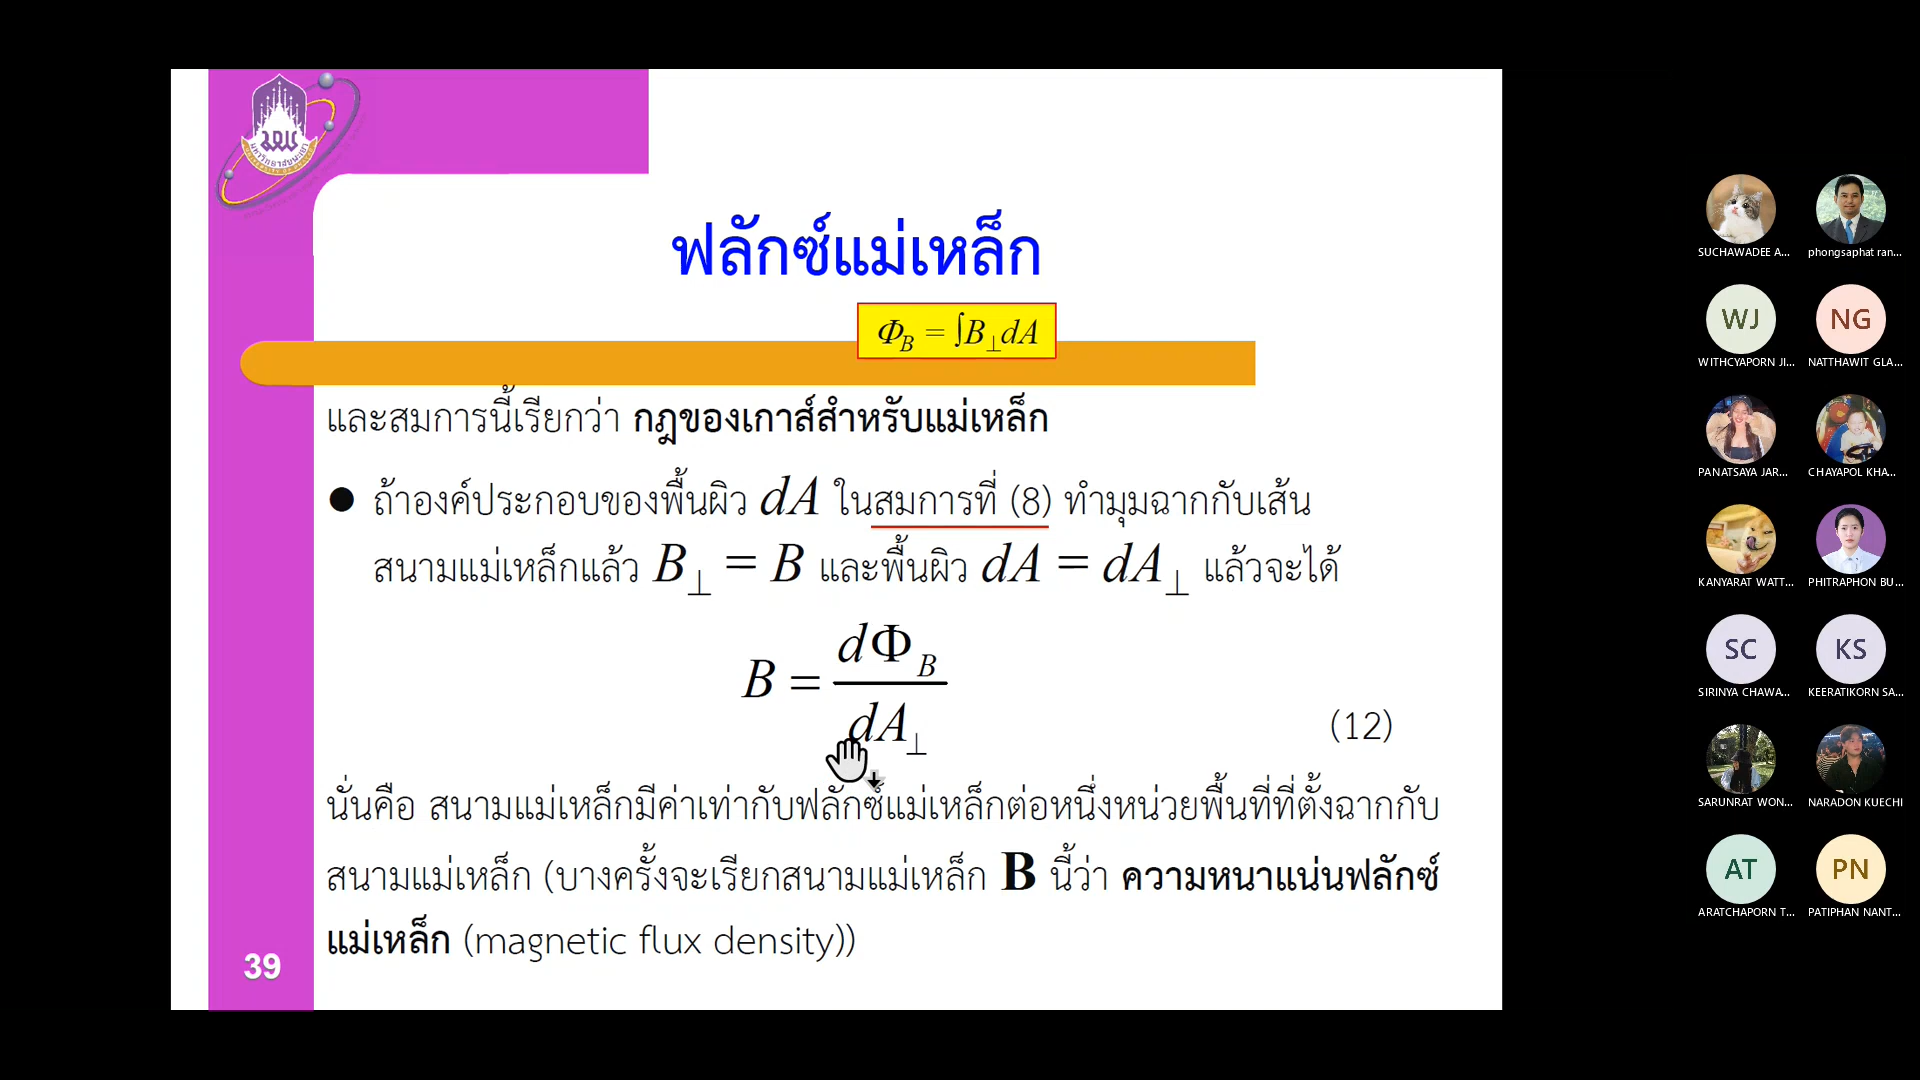 ฟลักซ์แม่เหล็ก
Φ_B = ∫B_⊥dA
และสมการนี้เรียกว่า กฎของเกาส์สำหรับแม่เหล็ก
● ถ้าองค์ประกอบของพื้นผิว dA ในสมการที่ (8) ทำมุมฉากกับเส้น
สนามแม่เหล็กแล้ว B_⊥ = B และพื้นผิว dA = dA_⊥ แล้วจะได้
B = dΦ_B / dA_⊥
(12)
นั่นคือ สนามแม่เหล็กมีค่าเท่ากับฟลักซ์แม่เหล็กต่อหนึ่งหน่วยพื้นที่ที่ตั้งฉากกับ
สนามแม่เหล็ก (บางครั้งจะเรียกสนามแม่เหล็ก B นี้ว่า ความหนาแน่นฟลักซ์
แม่เหล็ก (magnetic flux density))
39
SUCHAWADEE A...
phongsaphat ran...
WJ
NG
WITHCYAPORN JI...
NATTHAWIT GLA...
PANATSAYA JAR...
CHAYAPOL KHA...
KANYARAT WATT...
PHITRAPHON BU...
SC
KS
SIRINYA CHAWA...
KEERATIKORN SA...
SARUNRAT WON...
NARADON KUECHI
AT
PN
ARATCHAPORN T...
PATIPHAN NANT...